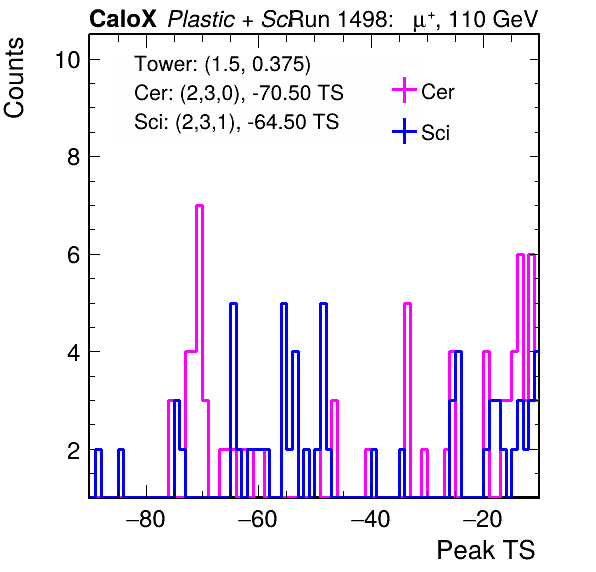 CaloX Plastic + Sci Run 1498: μ⁺, 110 GeV
Tower: (1.5, 0.375)
Cer: (2,3,0), -70.50 TS
Sci: (2,3,1), -64.50 TS
Cer
Sci
Counts
10
8
6
4
2
−80 −60 −40 −20
Peak TS